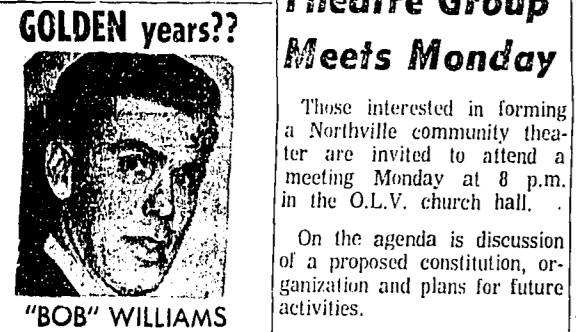 GOLDEN years??
"BOB" WILLIAMS
Theatre Group
Meets Monday
Those interested in forming
a Northville community thea-
ter are invited to attend a
meeting Monday at 8 p.m.
in the O.L.V. church hall.
On the agenda is discussion
of a proposed constitution, or-
ganization and plans for future
activities.